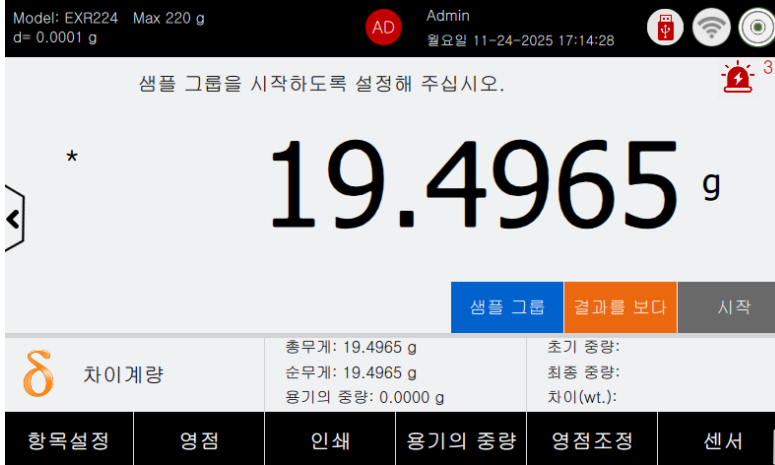 Model: EXR224 Max 220 g
d= 0.0001 g
AD
Admin
월요일 11-24-2025 17:14:28
샘플 그룹을 시작하도록 설정해 주십시오.
3
*
19.4965 g
샘플 그룹
결과를 보다
시작
δ 차이계량
총무게: 19.4965 g
순무게: 19.4965 g
용기의 중량: 0.0000 g
초기 중량:
최종 중량:
차이(wt.):
항목설정
영점
인쇄
용기의 중량
영점조정
센서